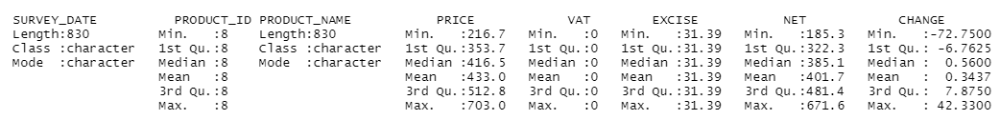 SURVEY_DATE PRODUCT_ID PRODUCT_NAME PRICE VAT EXCISE NET CHANGE
Length:830 Min. :8 Length:830 Min. :216.7 Min. :0 Min. :31.39 Min. :185.3 Min. :-72.7500
Class :character 1st Qu.:8 Class :character 1st Qu.:353.7 1st Qu.:0 1st Qu.:31.39 1st Qu.:322.3 1st Qu.: -6.7625
Mode :character Median :8 Mode :character Median :416.5 Median :0 Median :31.39 Median :385.1 Median : 0.5600
Mean :8 Mean :433.0 Mean :0 Mean :31.39 Mean :401.7 Mean : 0.3437
3rd Qu.:8 3rd Qu.:512.8 3rd Qu.:0 3rd Qu.:31.39 3rd Qu.:481.4 3rd Qu.: 7.8750
Max. :8 Max. :703.0 Max. :0 Max. :31.39 Max. :671.6 Max. : 42.3300